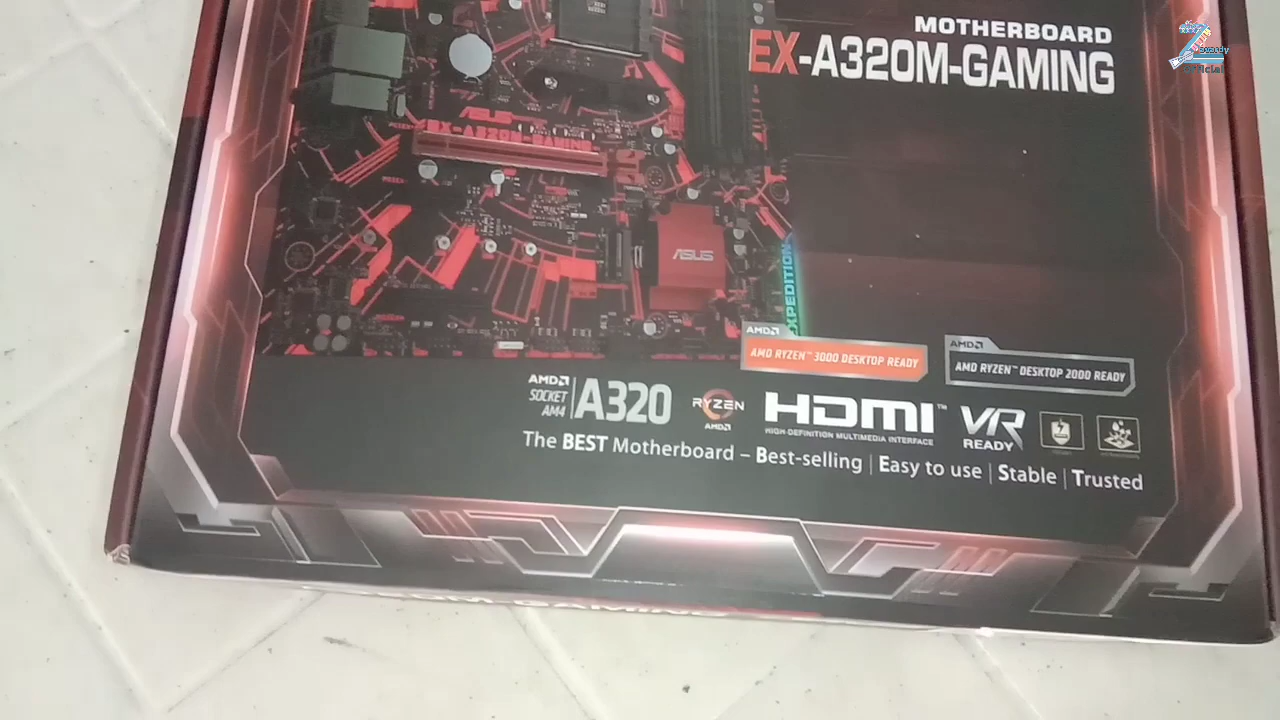 MOTHERBOARD
EX-A320M-GAMING
EX-A320M-GAMING
ASUS
XPEDITION
AMD
AMD RYZEN™ 3000 DESKTOP READY
AMD
AMD RYZEN™ DESKTOP 2000 READY
AMD
SOCKET
AM4
A320
RYZEN
AMD
HDMI™
HIGH-DEFINITION MULTIMEDIA INTERFACE
VR
READY
The BEST Motherboard – Best-selling | Easy to use | Stable | Trusted